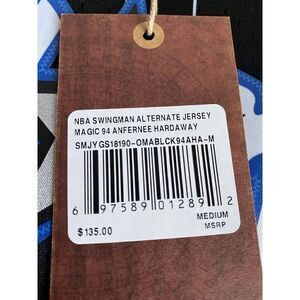 NBA SWINGMAN ALTERNATE JERSEY
MAGIC 94 ANFERNEE HARDAWAY
SMJYGS18190-OMABLCK94AHA-M
6 97589 01289 2
MEDIUM
$135.00 MSRP